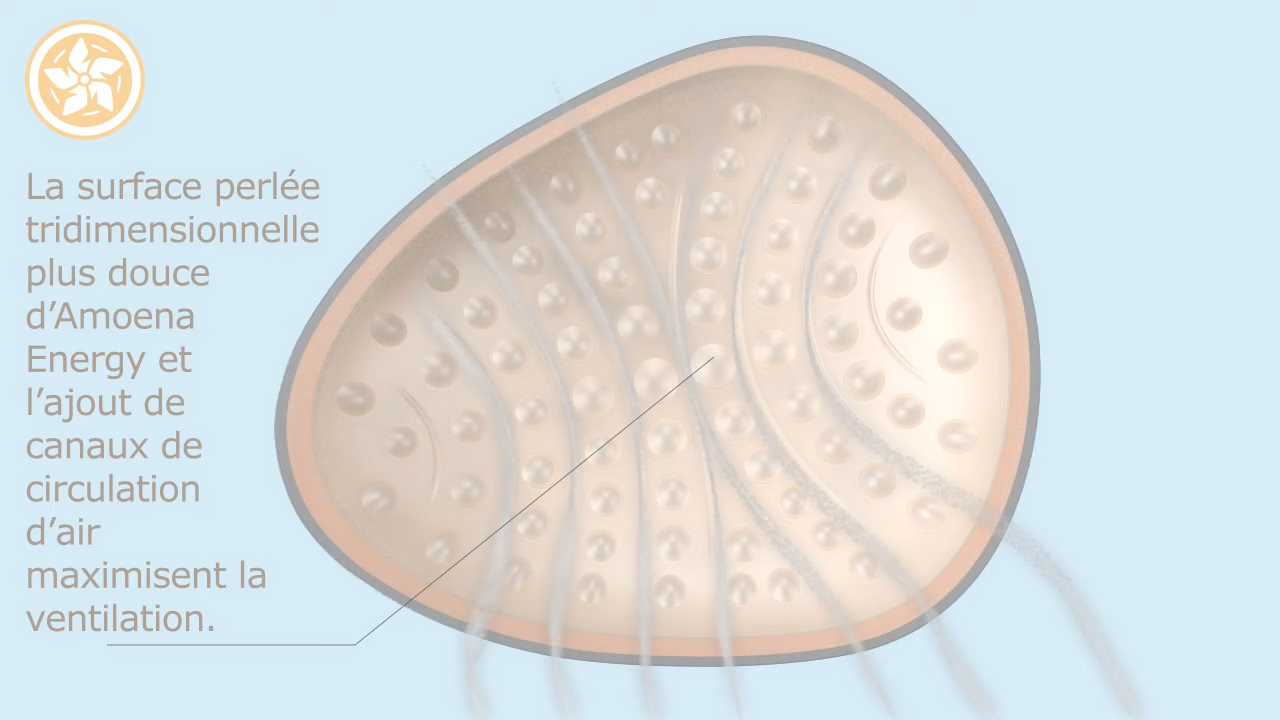 La surface perlée
tridimensionnelle
plus douce
d’Amoena
Energy et
l’ajout de
canaux de
circulation
d’air
maximisent la
ventilation.